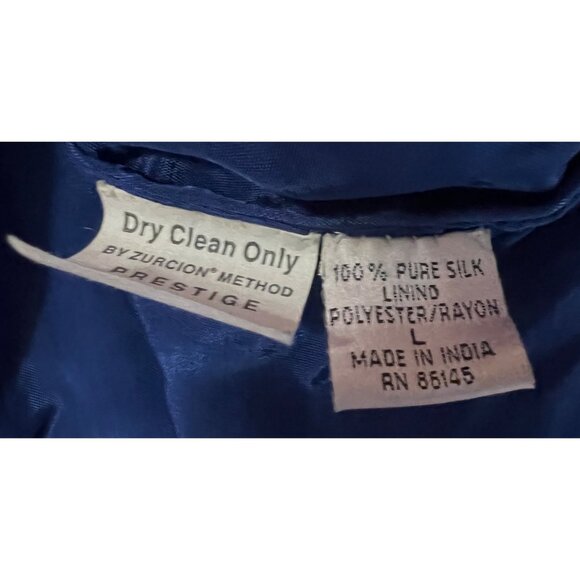 Dry Clean Only
BY ZURCION® METHOD
PRESTIGE
100% PURE SILK
LINING
POLYESTER/RAYON
L
MADE IN INDIA
RN 86145